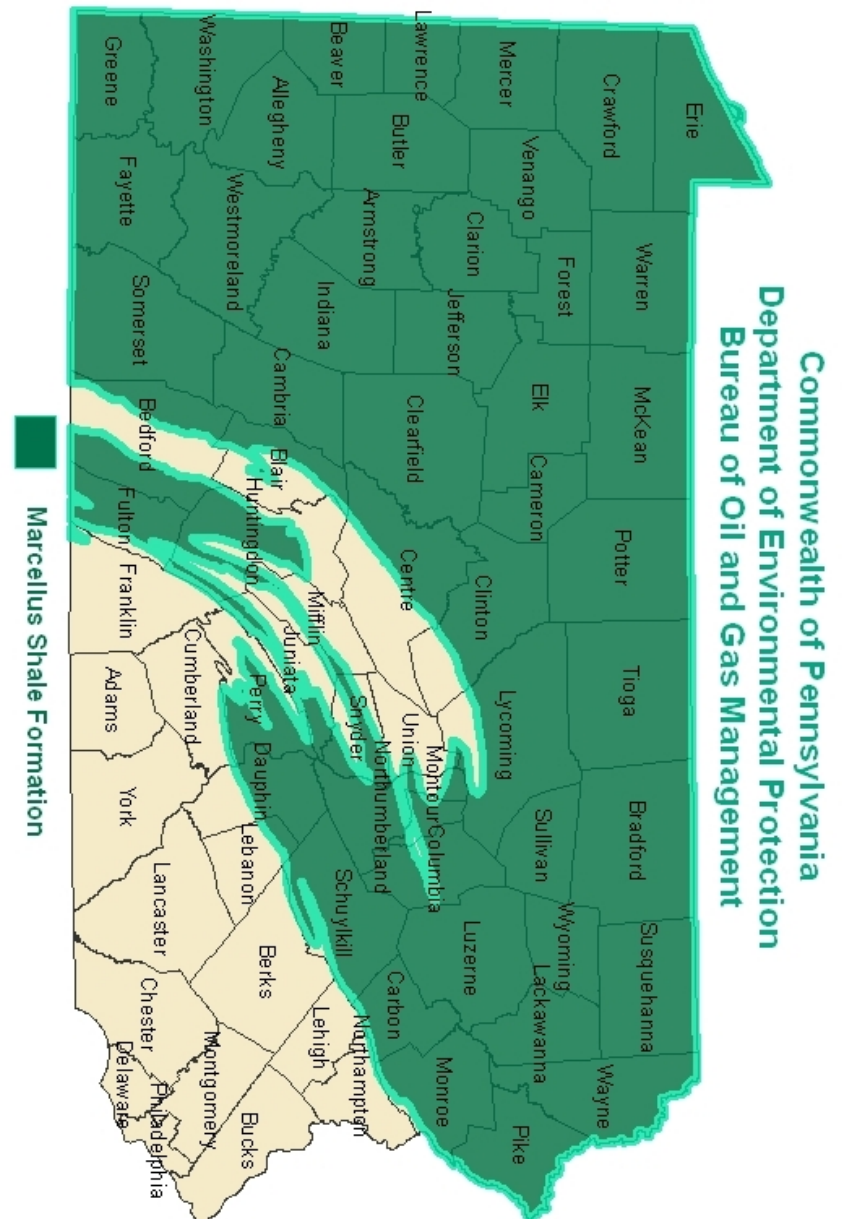 Commonwealth of Pennsylvania
Department of Environmental Protection
Bureau of Oil and Gas Management
Erie
Crawford
Warren
McKean
Potter
Tioga
Bradford
Susquehanna
Wayne
Mercer
Venango
Forest
Elk
Cameron
Clinton
Lycoming
Sullivan
Wyoming
Lackawanna
Pike
Lawrence
Butler
Clarion
Jefferson
Clearfield
Centre
Union
Montour
Columbia
Luzerne
Monroe
Beaver
Armstrong
Indiana
Cambria
Blair
Huntingdon
Mifflin
Juniata
Snyder
Northumberland
Schuylkill
Carbon
Northampton
Lehigh
Allegheny
Westmoreland
Perry
Dauphin
Lebanon
Berks
Bucks
Washington
Somerset
Bedford
Fulton
Franklin
Cumberland
Adams
York
Lancaster
Chester
Montgomery
Philadelphia
Delaware
Greene
Fayette
Marcellus Shale Formation